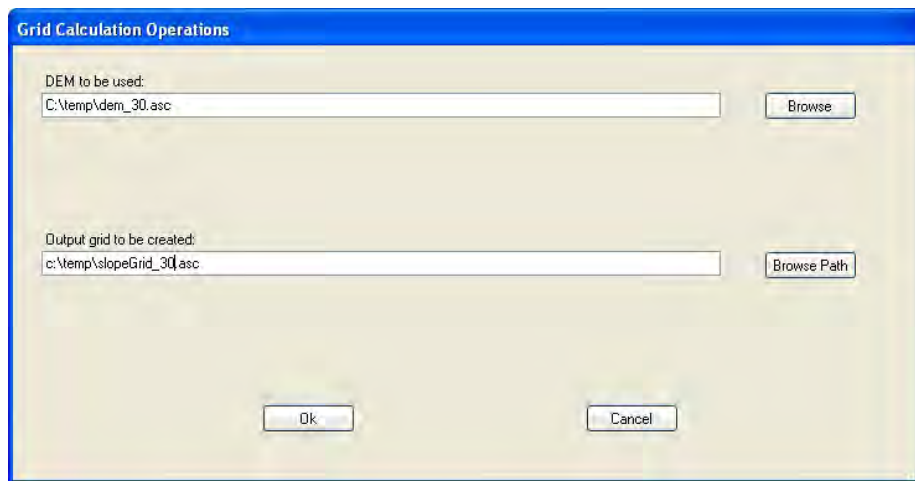 Grid Calculation Operations
DEM to be used:
C:\temp\dem_30.asc
Browse
Output grid to be created:
c:\temp\slopeGrid_30.asc
Browse Path
Ok
Cancel